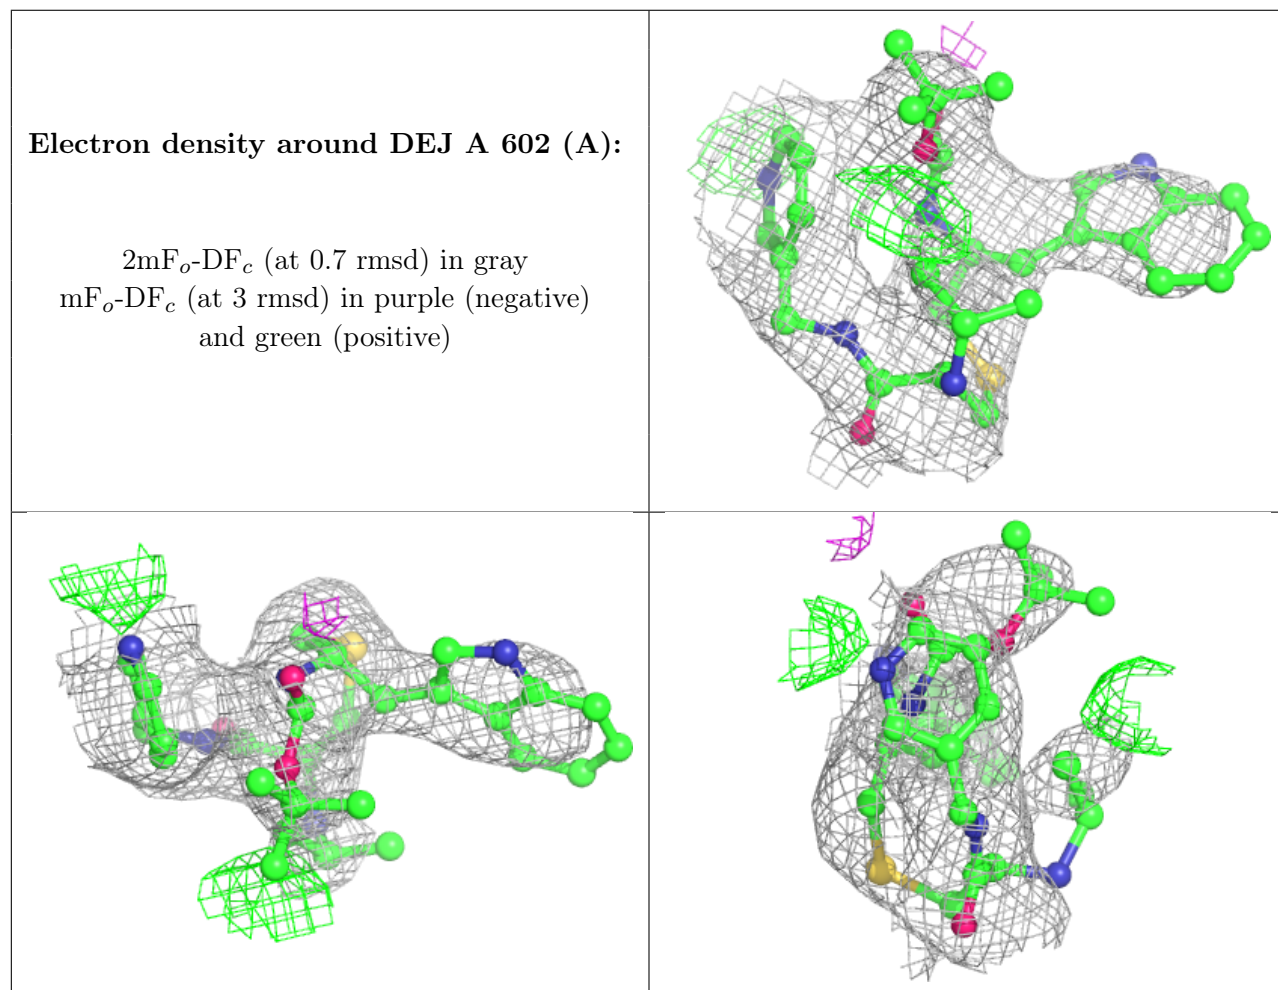 Electron density around DEJ A 602 (A):
2mFo-DFc (at 0.7 rmsd) in gray
mFo-DFc (at 3 rmsd) in purple (negative)
and green (positive)